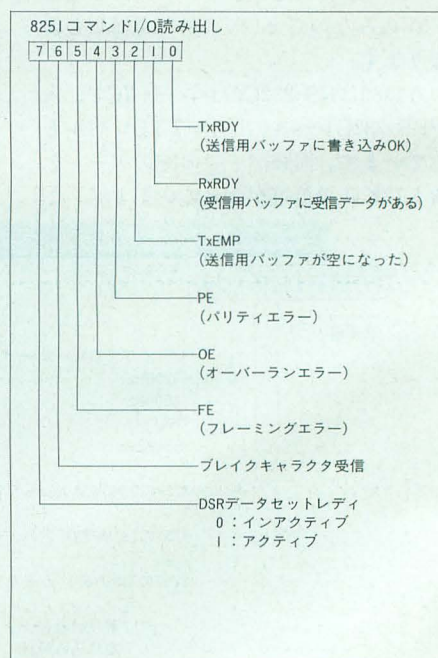 8251コマンドI/O読み出し
7 6 5 4 3 2 1 0
TxRDY
(送信用バッファに書き込みOK)
RxRDY
(受信用バッファに受信データがある)
TxEMP
(送信用バッファが空になった)
PE
(パリティエラー)
OE
(オーバーランエラー)
FE
(フレーミングエラー)
ブレイクキャラクタ受信
DSRデータセットレディ
0：インアクティブ
1：アクティブ